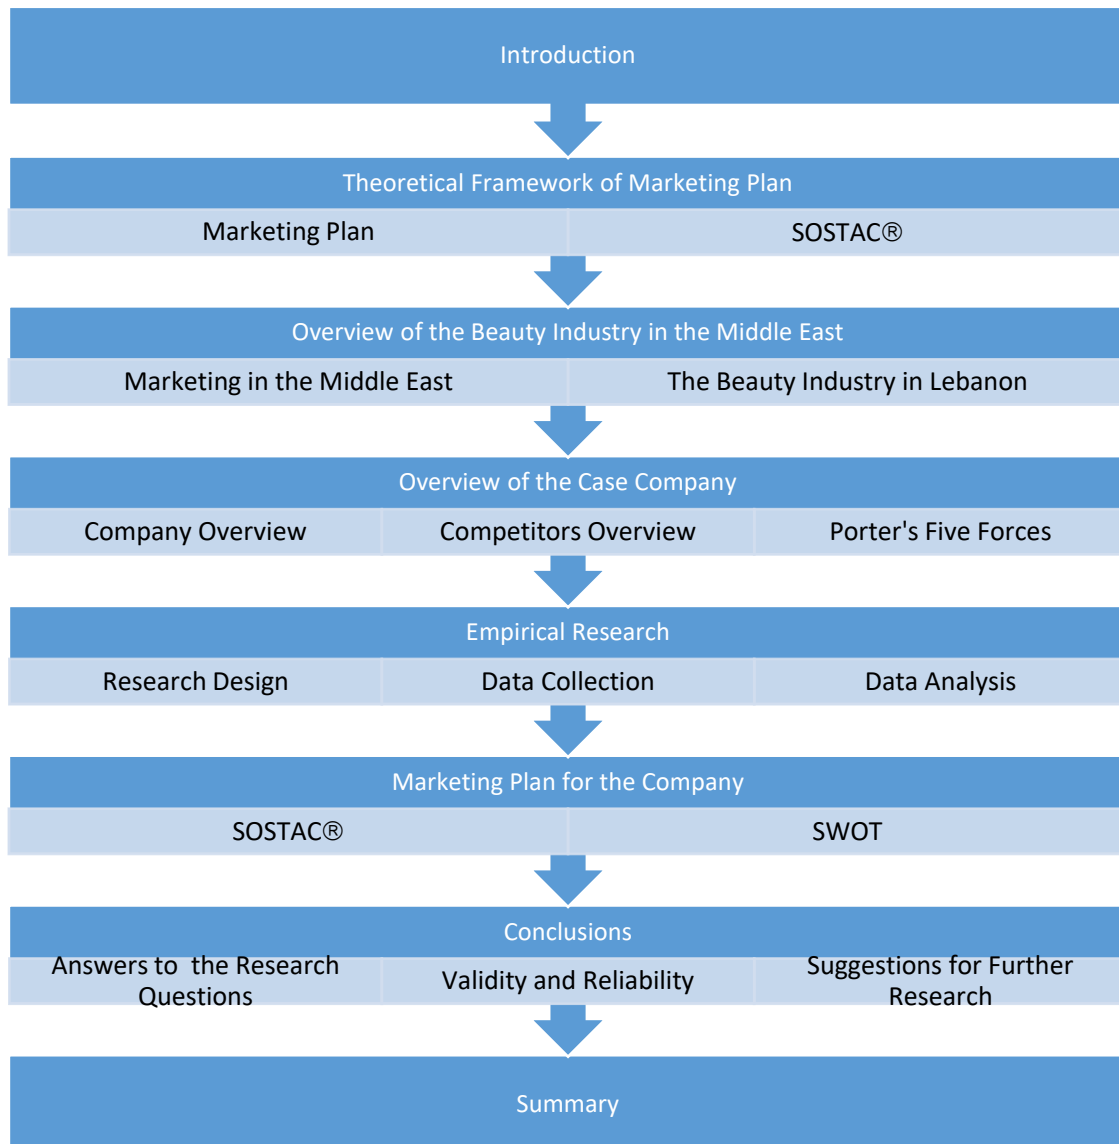 Introduction
Theoretical Framework of Marketing Plan
Marketing Plan
SOSTAC®
Overview of the Beauty Industry in the Middle East
Marketing in the Middle East
The Beauty Industry in Lebanon
Overview of the Case Company
Company Overview
Competitors Overview
Porter's Five Forces
Empirical Research
Research Design
Data Collection
Data Analysis
Marketing Plan for the Company
SOSTAC®
SWOT
Conclusions
Answers to the Research
Questions
Validity and Reliability
Suggestions for Further
Research
Summary